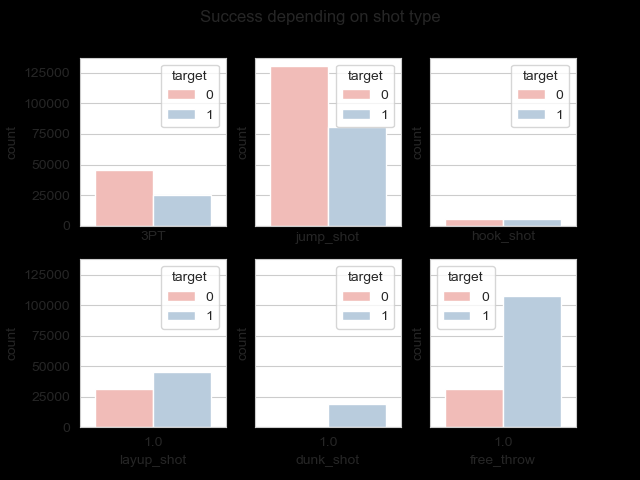 Success depending on shot type
count
125000
100000
75000
50000
25000
0
target
0
1
3PT
count
target
0
1
jump_shot
count
target
0
1
hook_shot
count
125000
100000
75000
50000
25000
0
target
0
1
1.0
layup_shot
count
target
0
1
1.0
dunk_shot
count
target
0
1
1.0
free_throw